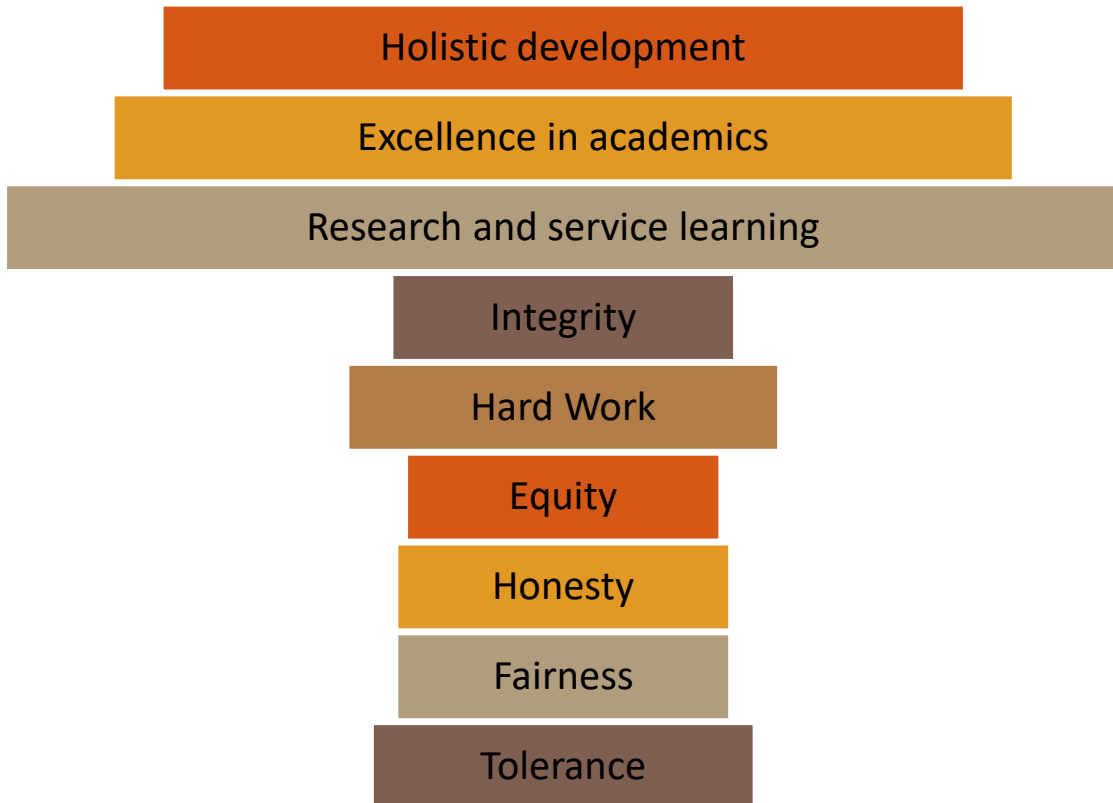 Holistic development
Excellence in academics
Research and service learning
Integrity
Hard Work
Equity
Honesty
Fairness
Tolerance